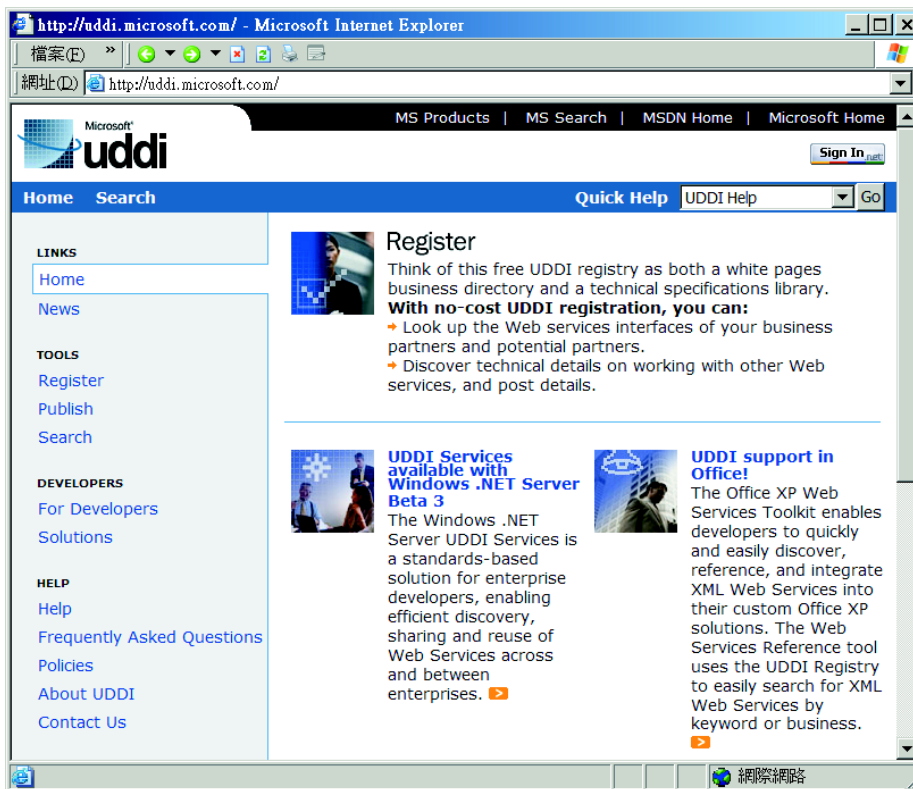 http://uddi.microsoft.com/ - Microsoft Internet Explorer
檔案(F) »
網址(D) http://uddi.microsoft.com/
MS Products | MS Search | MSDN Home | Microsoft Home
Microsoft
uddi
Sign In .net
Home Search
Quick Help UDDI Help Go
LINKS
Home
News
TOOLS
Register
Publish
Search
DEVELOPERS
For Developers
Solutions
HELP
Help
Frequently Asked Questions
Policies
About UDDI
Contact Us
Register
Think of this free UDDI registry as both a white pages
business directory and a technical specifications library.
With no-cost UDDI registration, you can:
Look up the Web services interfaces of your business
partners and potential partners.
Discover technical details on working with other Web
services, and post details.
UDDI Services
available with
Windows .NET Server
Beta 3
The Windows .NET
Server UDDI Services is
a standards-based
solution for enterprise
developers, enabling
efficient discovery,
sharing and reuse of
Web Services across
and between
enterprises.
UDDI support in
Office!
The Office XP Web
Services Toolkit enables
developers to quickly
and easily discover,
reference, and integrate
XML Web Services into
their custom Office XP
solutions. The Web
Services Reference tool
uses the UDDI Registry
to easily search for XML
Web Services by
keyword or business.
網際網路